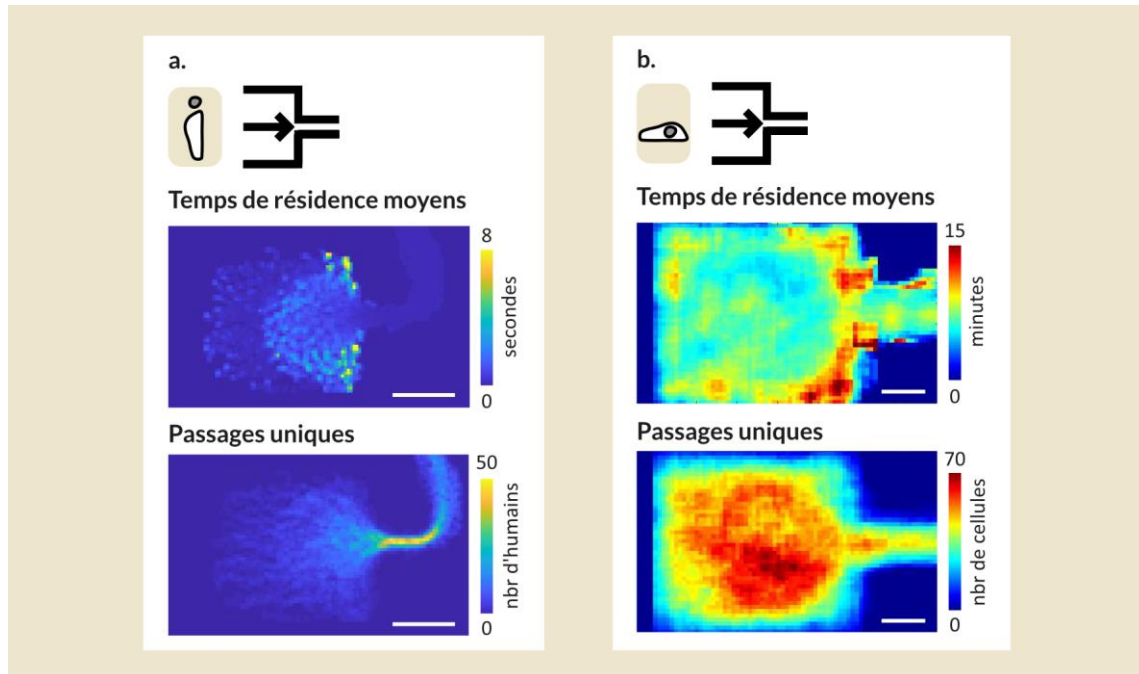 a.
Temps de résidence moyens
8
secondes
0
Passages uniques
50
nbr d'humains
0
b.
Temps de résidence moyens
15
minutes
0
Passages uniques
70
nbr de cellules
0